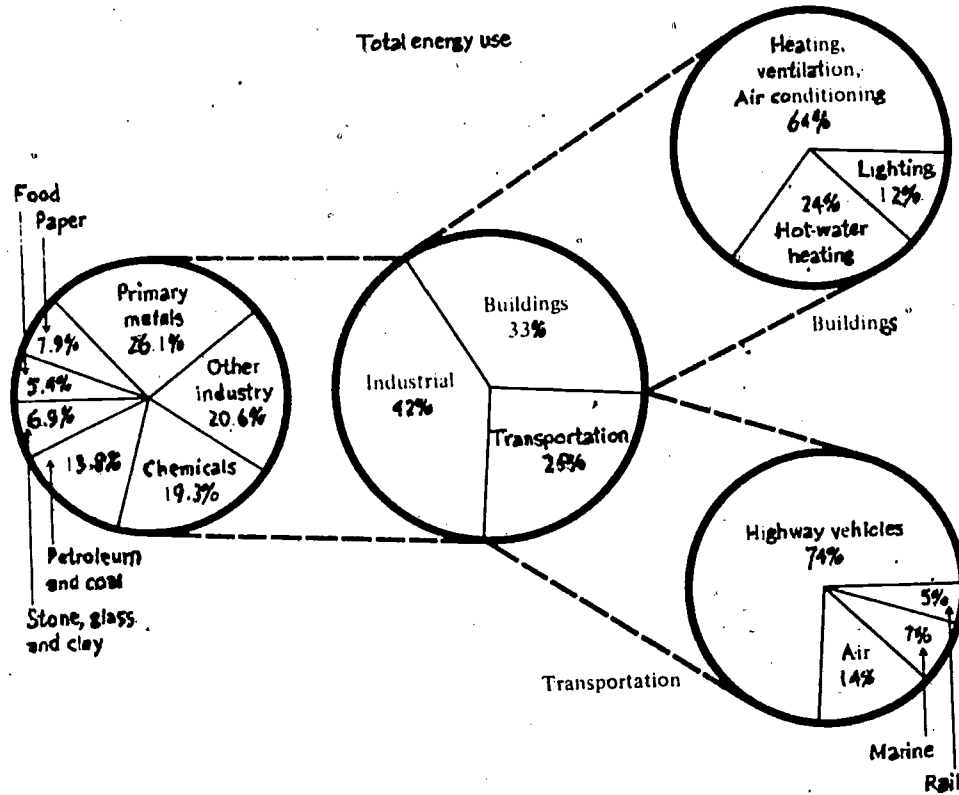 Total energy use
Heating,
ventilation,
Air conditioning
64%
Lighting
12%
24%
Hot-water
heating
Buildings
Food
Paper
Primary
metals
26.1%
7.9%
5.4%
6.9%
13.8%
Other
industry
20.6%
Chemicals
19.3%
Petroleum
and coal
Stone, glass
and clay
Buildings
33%
Industrial
42%
Transportation
25%
Highway vehicles
74%
5%
7%
Air
14%
Transportation
Marine
Rail